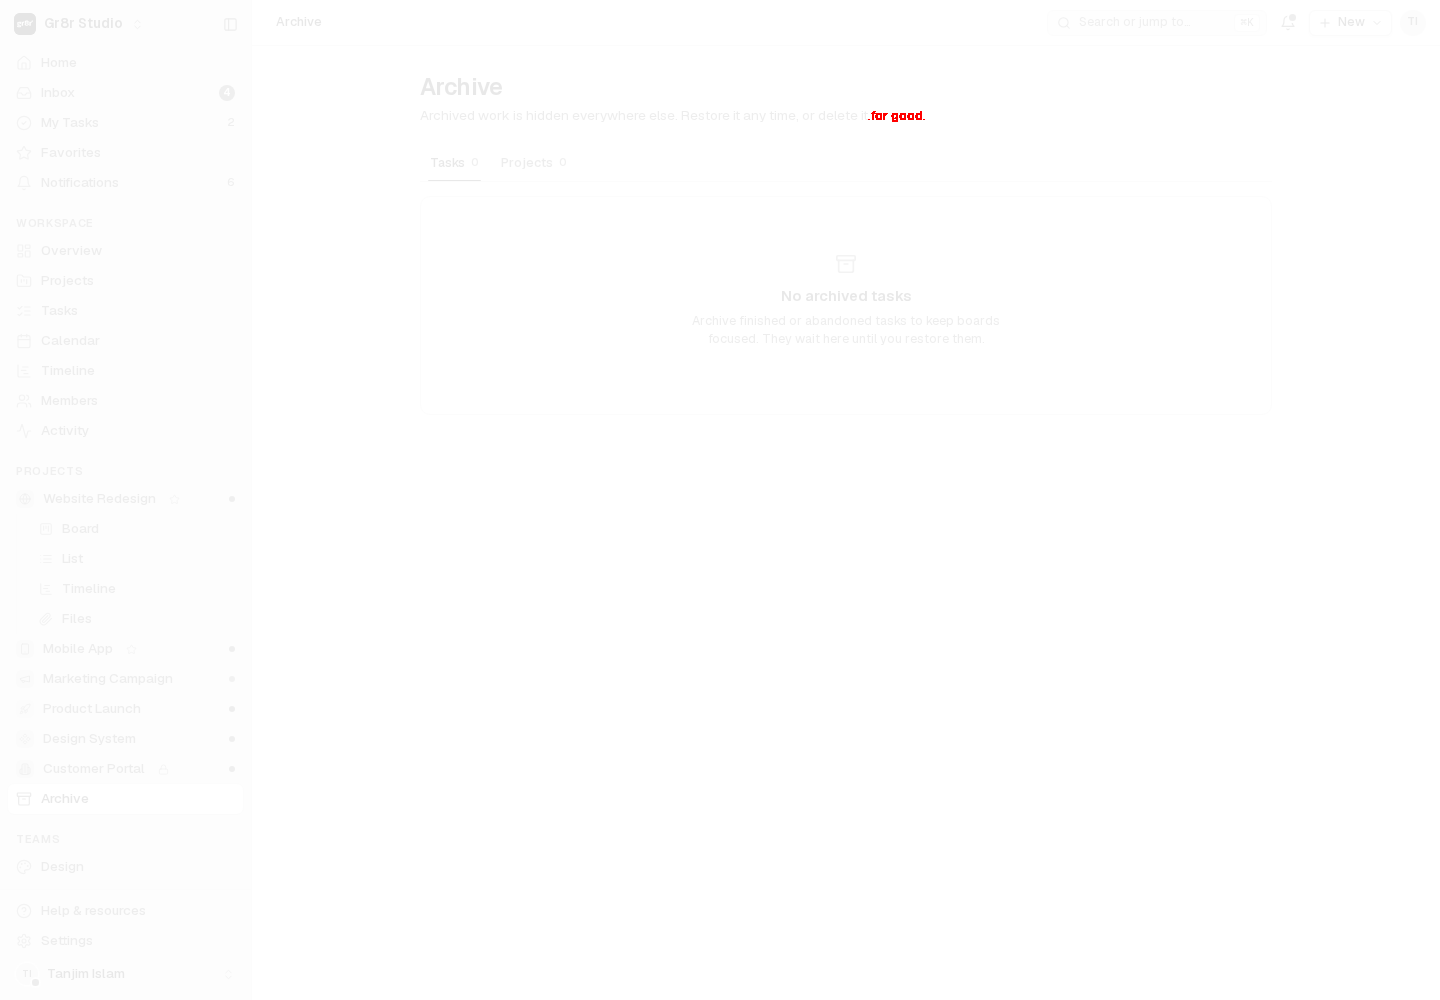 Gr8r Studio
Archive
Search or jump to...
⌘K
New
TI
Home
Inbox 4
My Tasks 2
Favorites
Notifications 6
WORKSPACE
Overview
Projects
Tasks
Calendar
Timeline
Members
Activity
PROJECTS
Website Redesign
Board
List
Timeline
Files
Mobile App
Marketing Campaign
Product Launch
Design System
Customer Portal
Archive
TEAMS
Design
Help & resources
Settings
TI Tanjim Islam
Archive
Archived work is hidden everywhere else. Restore it any time, or delete it for good.
Tasks 0 Projects 0
No archived tasks
Archive finished or abandoned tasks to keep boards
focused. They wait here until you restore them.